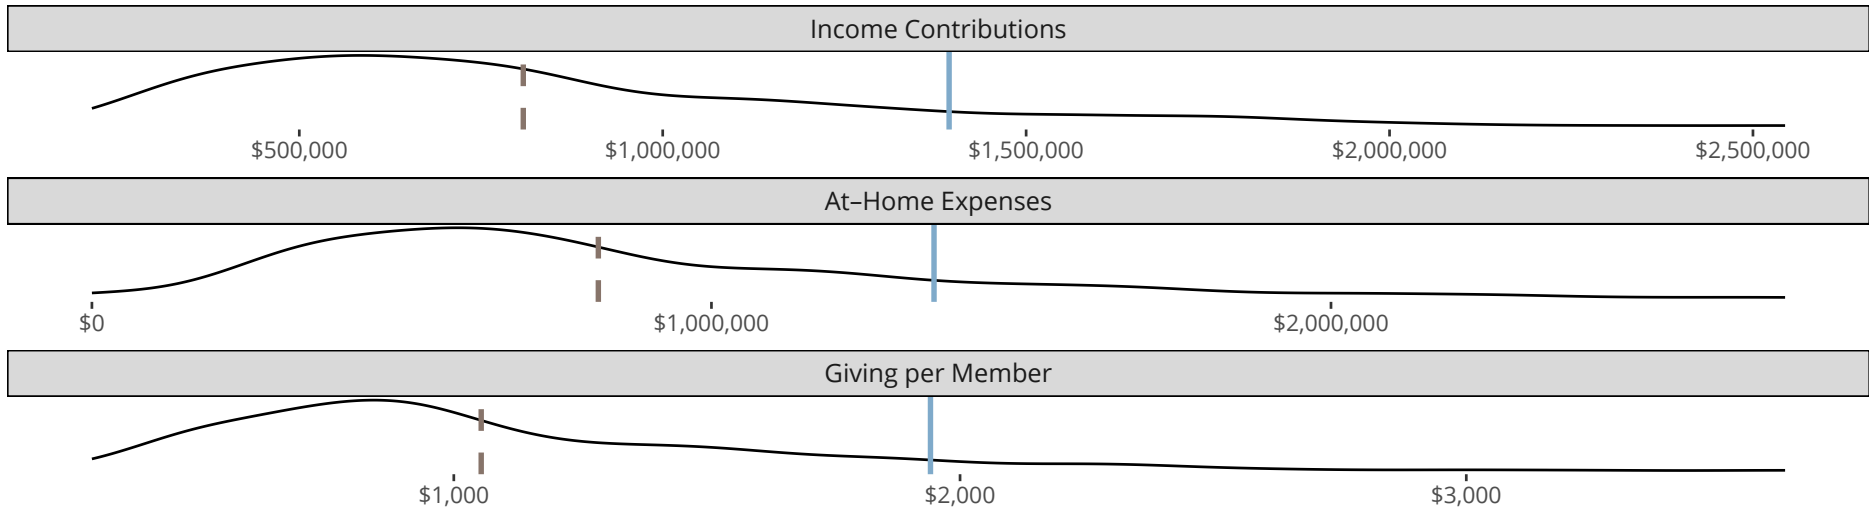 Income Contributions
$500,000 $1,000,000 $1,500,000 $2,000,000 $2,500,000
At–Home Expenses
$0 $1,000,000 $2,000,000
Giving per Member
$1,000 $2,000 $3,000